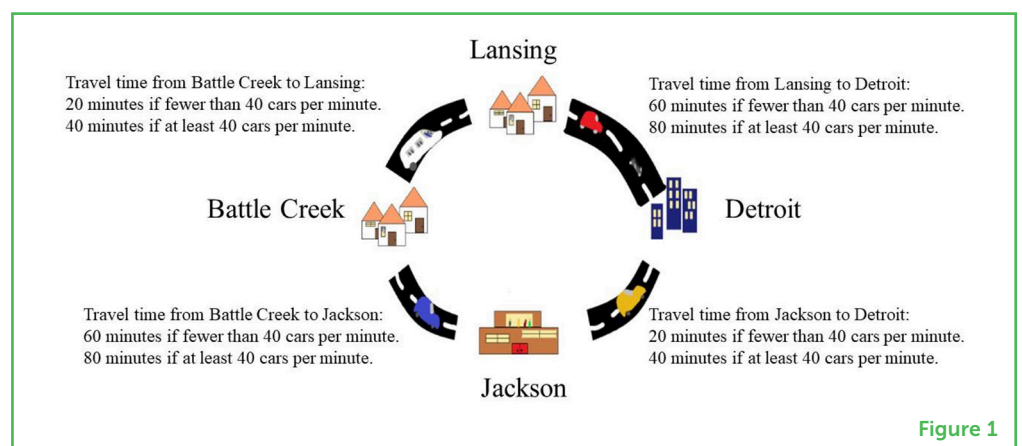 Lansing
Travel time from Battle Creek to Lansing:
20 minutes if fewer than 40 cars per minute.
40 minutes if at least 40 cars per minute.
Travel time from Lansing to Detroit:
60 minutes if fewer than 40 cars per minute.
80 minutes if at least 40 cars per minute.
Battle Creek
Detroit
Travel time from Battle Creek to Jackson:
60 minutes if fewer than 40 cars per minute.
80 minutes if at least 40 cars per minute.
Travel time from Jackson to Detroit:
20 minutes if fewer than 40 cars per minute.
40 minutes if at least 40 cars per minute.
Jackson
Figure 1